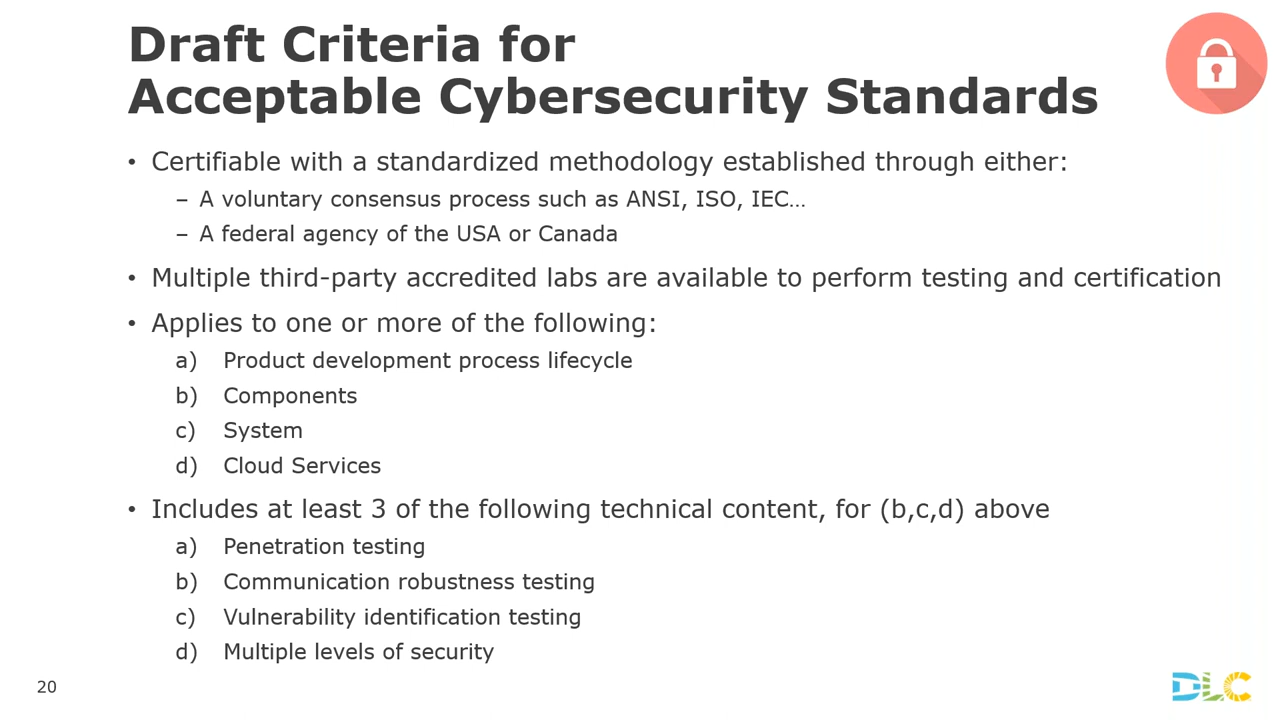 Draft Criteria for
Acceptable Cybersecurity Standards
• Certifiable with a standardized methodology established through either:
– A voluntary consensus process such as ANSI, ISO, IEC…
– A federal agency of the USA or Canada
• Multiple third-party accredited labs are available to perform testing and certification
• Applies to one or more of the following:
a) Product development process lifecycle
b) Components
c) System
d) Cloud Services
• Includes at least 3 of the following technical content, for (b,c,d) above
a) Penetration testing
b) Communication robustness testing
c) Vulnerability identification testing
d) Multiple levels of security
20
DLC